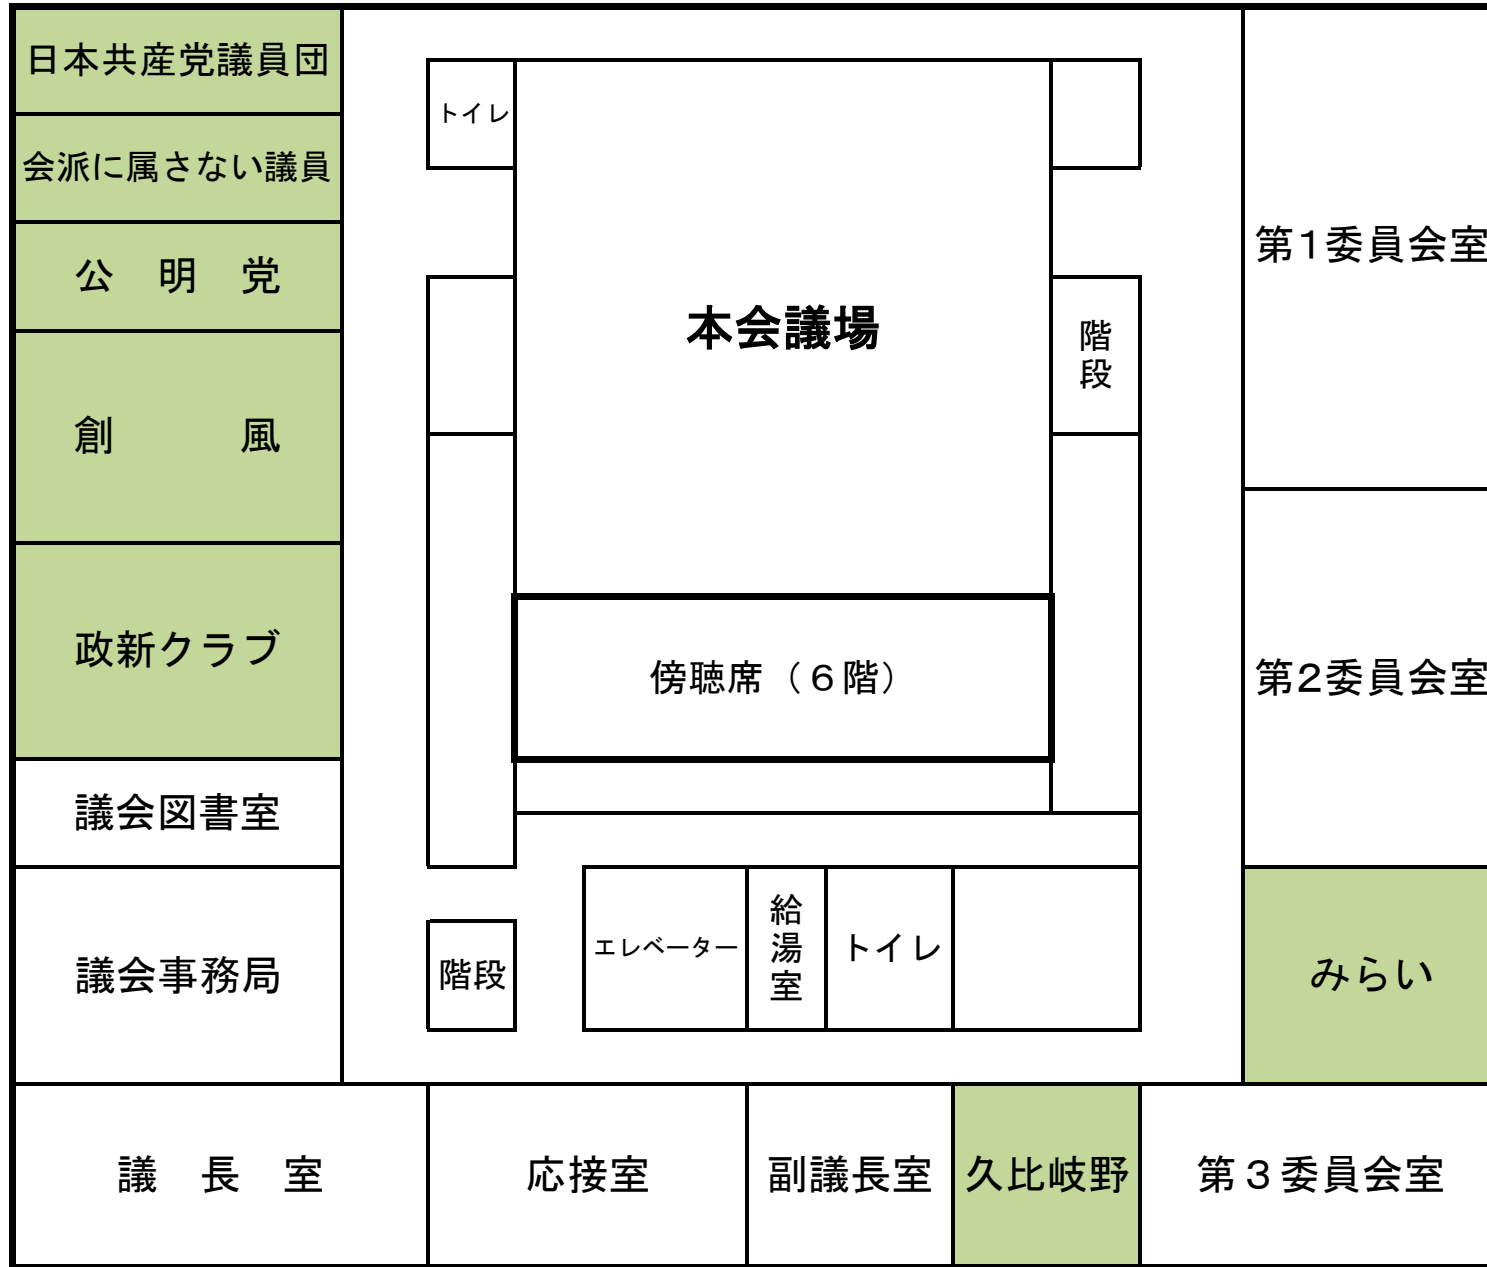 日本共産党議員団
会派に属さない議員
公　明　党
創　　　風
政新クラブ
議会図書室
議会事務局
トイレ
本会議場
階段
傍聴席（６階）
階段
エレベーター
給湯室
トイレ
第1委員会室
第2委員会室
みらい
議　長　室
応接室
副議長室
久比岐野
第３委員会室